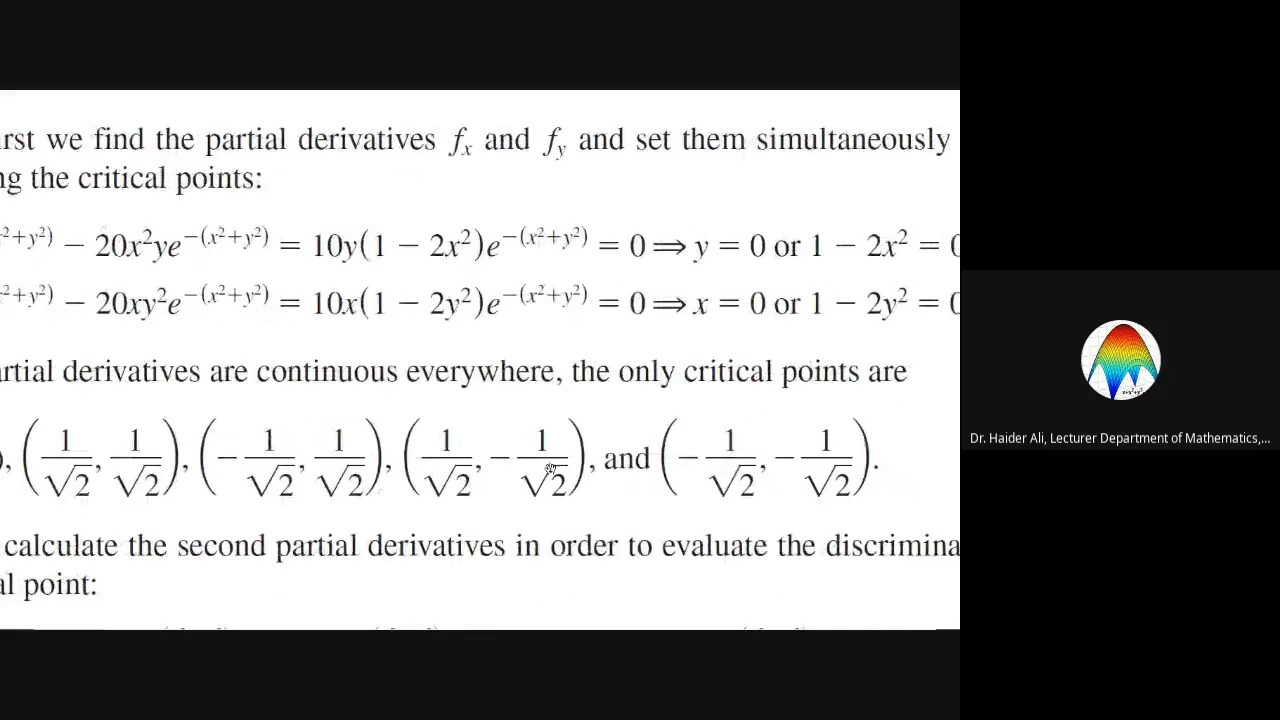 irst we find the partial derivatives fₓ and f_y and set them simultaneously
ng the critical points:
²+y²) − 20x²ye^−(x²+y²) = 10y(1 − 2x²)e^−(x²+y²) = 0 ⟹ y = 0 or 1 − 2x² = 0
²+y²) − 20xy²e^−(x²+y²) = 10x(1 − 2y²)e^−(x²+y²) = 0 ⟹ x = 0 or 1 − 2y² = 0
artial derivatives are continuous everywhere, the only critical points are
), (1/√2, 1/√2), (−1/√2, 1/√2), (1/√2, −1/√2), and (−1/√2, −1/√2).
calculate the second partial derivatives in order to evaluate the discrimina
al point:
Dr. Haider Ali, Lecturer Department of Mathematics,...